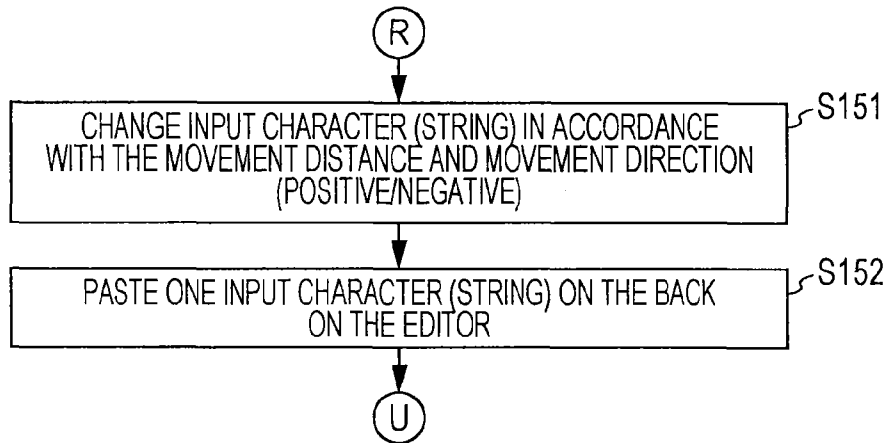 R
S151
CHANGE INPUT CHARACTER (STRING) IN ACCORDANCE
WITH THE MOVEMENT DISTANCE AND MOVEMENT DIRECTION
(POSITIVE/NEGATIVE)
S152
PASTE ONE INPUT CHARACTER (STRING) ON THE BACK
ON THE EDITOR
U